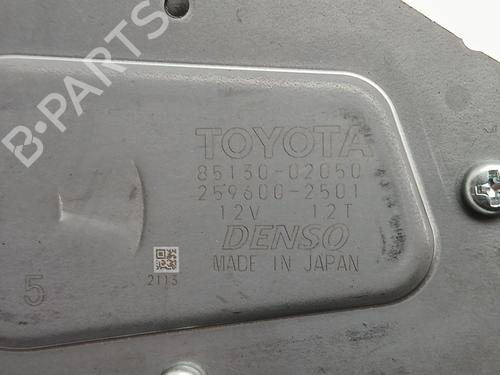 B-PARTS
TOYOTA
85130-02050
259600-2501
12V 12T
DENSO
MADE IN JAPAN
2113
5